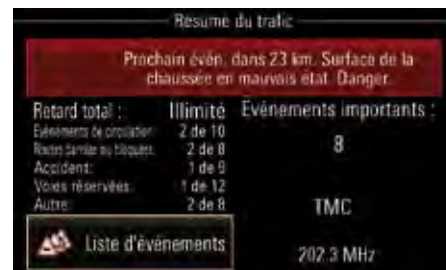 Résumé du trafic
Prochain évén. dans 23 km. Surface de la
chaussée en mauvais état. Danger.
Retard total : Illimité
Evénements de circulation: 2 de 10
Routes barrées ou bloquées: 2 de 8
Accident: 1 de 9
Voies réservées: 1 de 12
Autre: 2 de 8
Liste d'événements
Evénements importants :
8
TMC
202.3 MHz